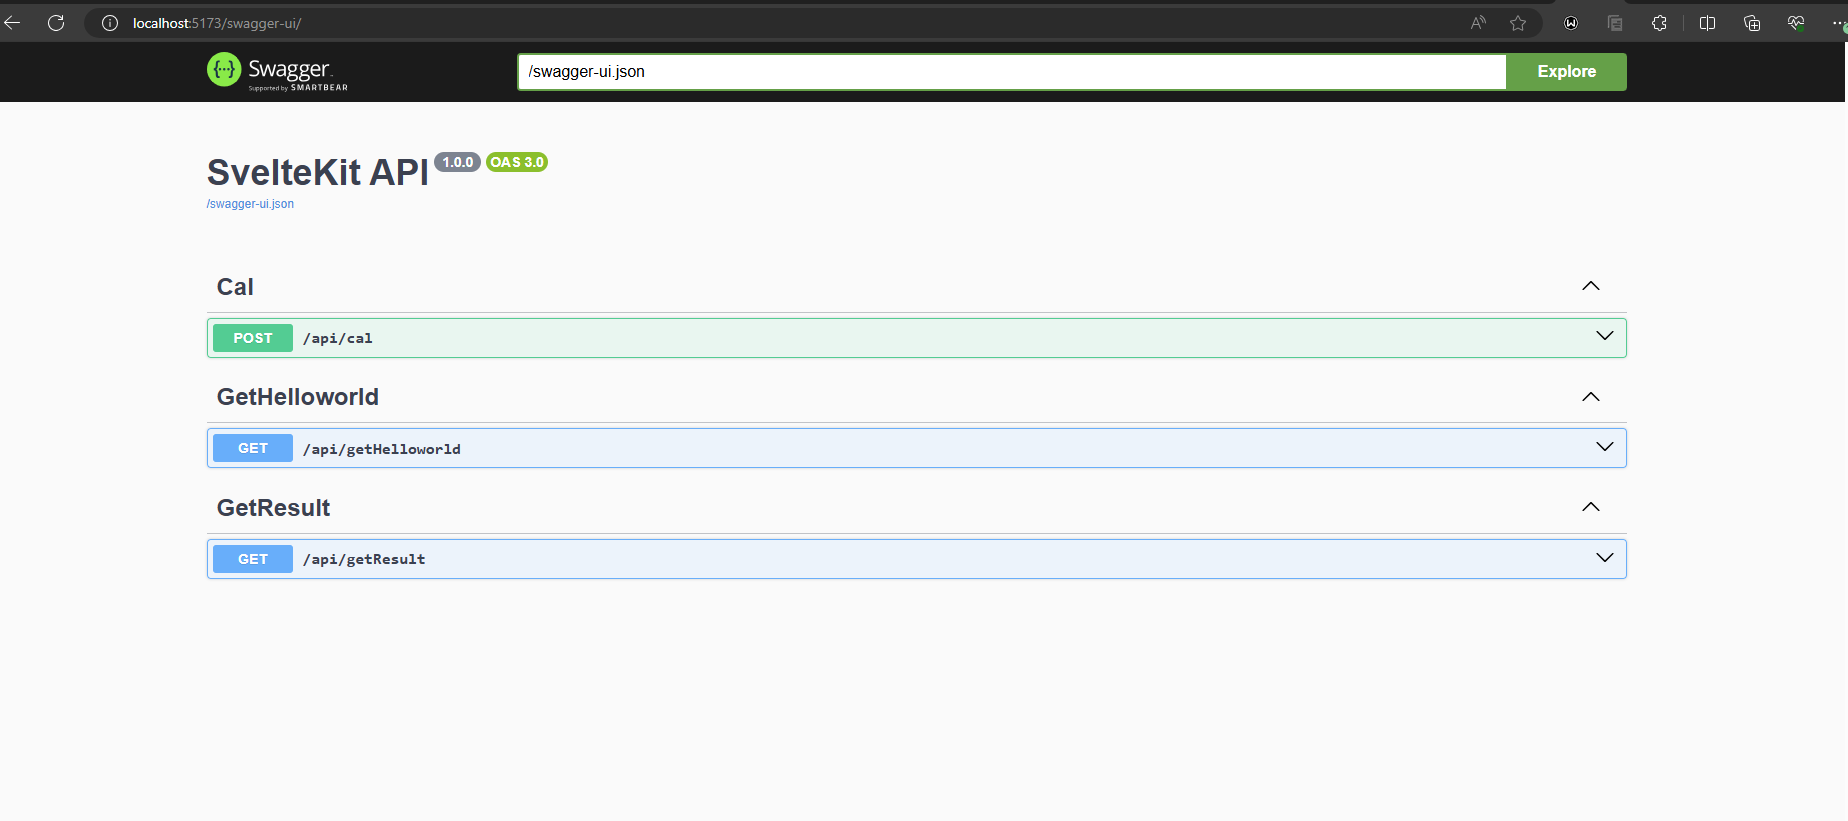 localhost:5173/swagger-ui/
Swagger
Supported by SMARTBEAR
/swagger-ui.json
Explore
SvelteKit API 1.0.0 OAS 3.0
/swagger-ui.json
Cal
POST /api/cal
GetHelloworld
GET /api/getHelloworld
GetResult
GET /api/getResult